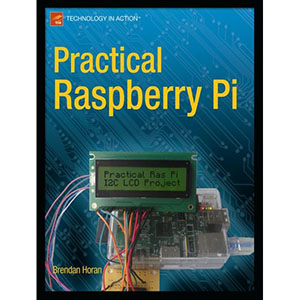 TECHNOLOGY IN ACTION™
Practical
Raspberry Pi
Practical Ras Pi
I2C LCD Project
Brendan Horan